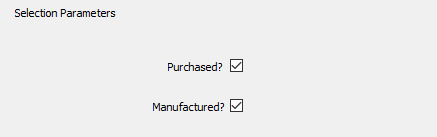 Selection Parameters
Purchased?
Manufactured?